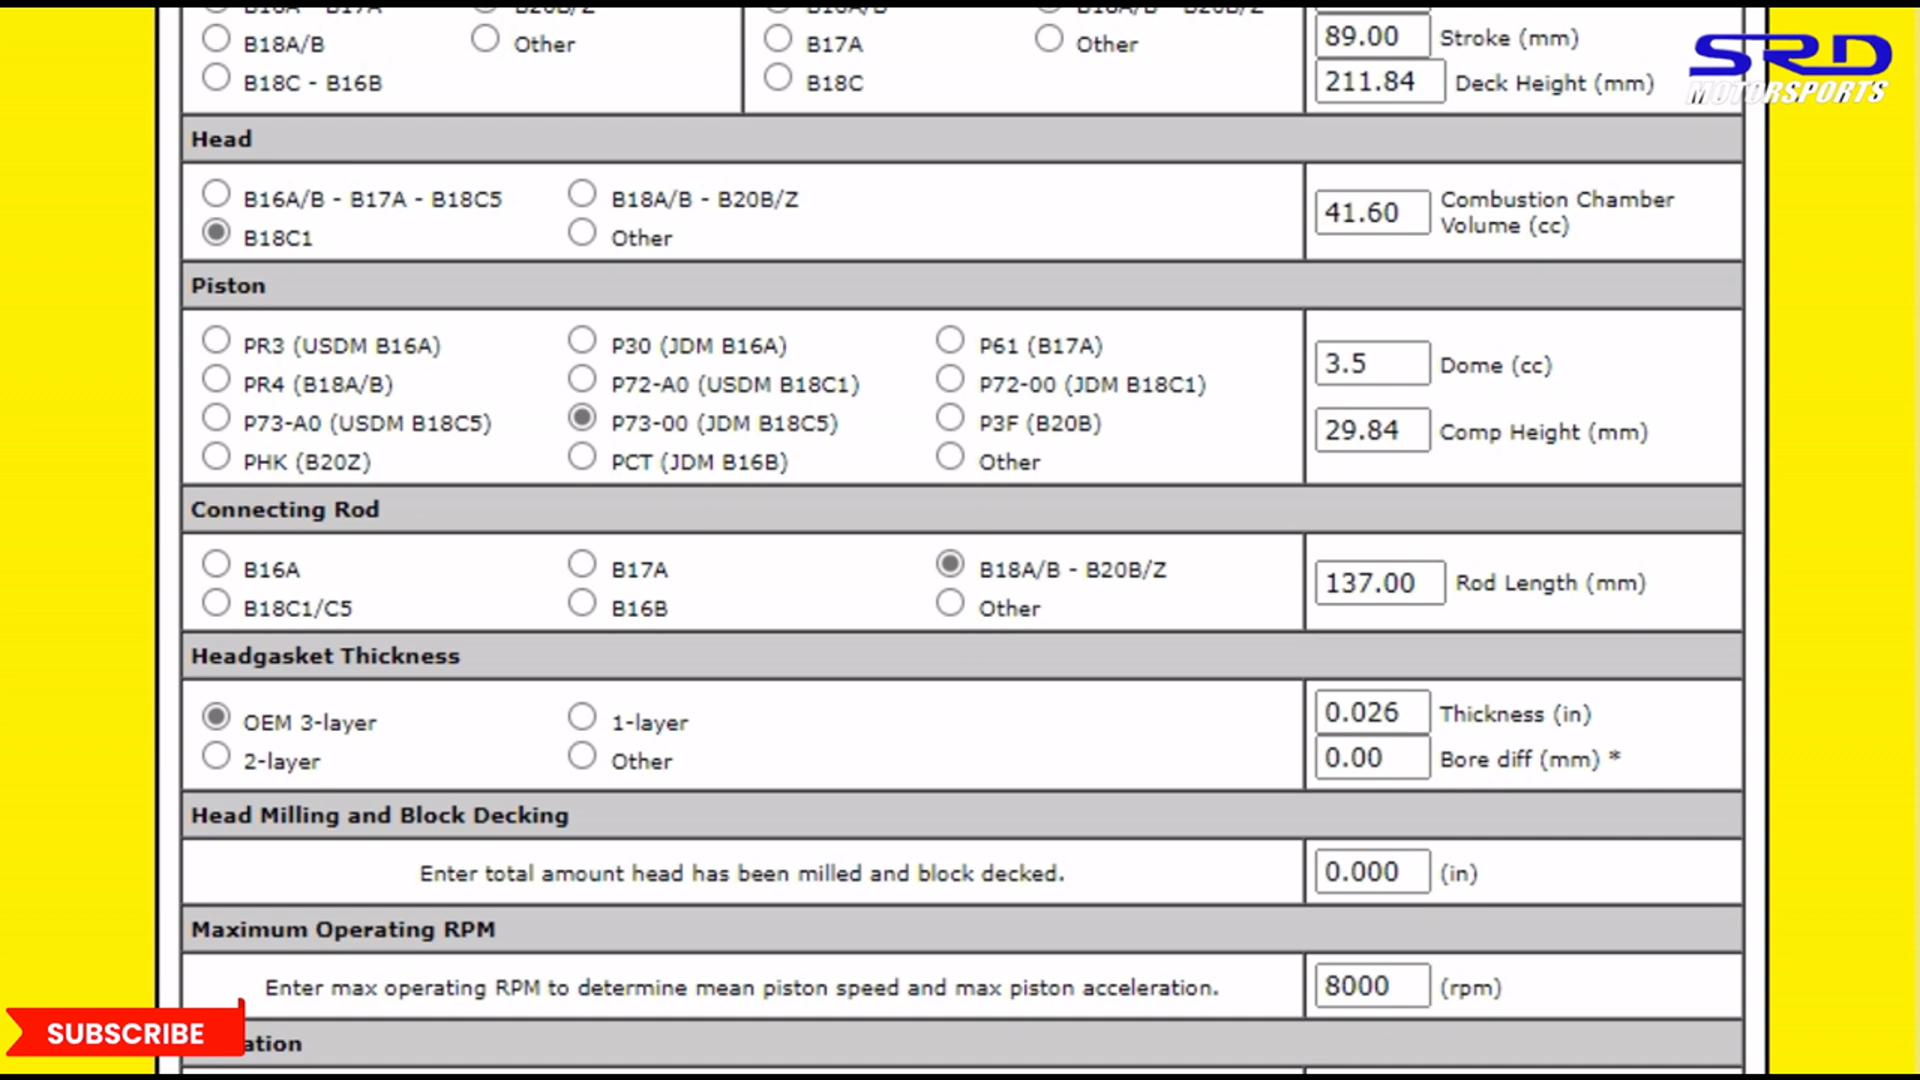 B16A - B17A B20B/Z B18A/B B18A/B - B20B/Z
B18A/B Other B17A Other 89.00 Stroke (mm)
B18C - B16B B18C 211.84 Deck Height (mm)
SRD
MOTORSPORTS
Head
B16A/B - B17A - B18C5 B18A/B - B20B/Z 41.60 Combustion Chamber
Volume (cc)
B18C1 Other
Piston
PR3 (USDM B16A) P30 (JDM B16A) P61 (B17A)
3.5 Dome (cc)
PR4 (B18A/B) P72-A0 (USDM B18C1) P72-00 (JDM B18C1)
P73-A0 (USDM B18C5) P73-00 (JDM B18C5) P3F (B20B)
29.84 Comp Height (mm)
PHK (B20Z) PCT (JDM B16B) Other
Connecting Rod
B16A B17A B18A/B - B20B/Z
137.00 Rod Length (mm)
B18C1/C5 B16B Other
Headgasket Thickness
OEM 3-layer 1-layer 0.026 Thickness (in)
2-layer Other 0.00 Bore diff (mm) *
Head Milling and Block Decking
Enter total amount head has been milled and block decked. 0.000 (in)
Maximum Operating RPM
Enter max operating RPM to determine mean piston speed and max piston acceleration. 8000 (rpm)
SUBSCRIBE
ation